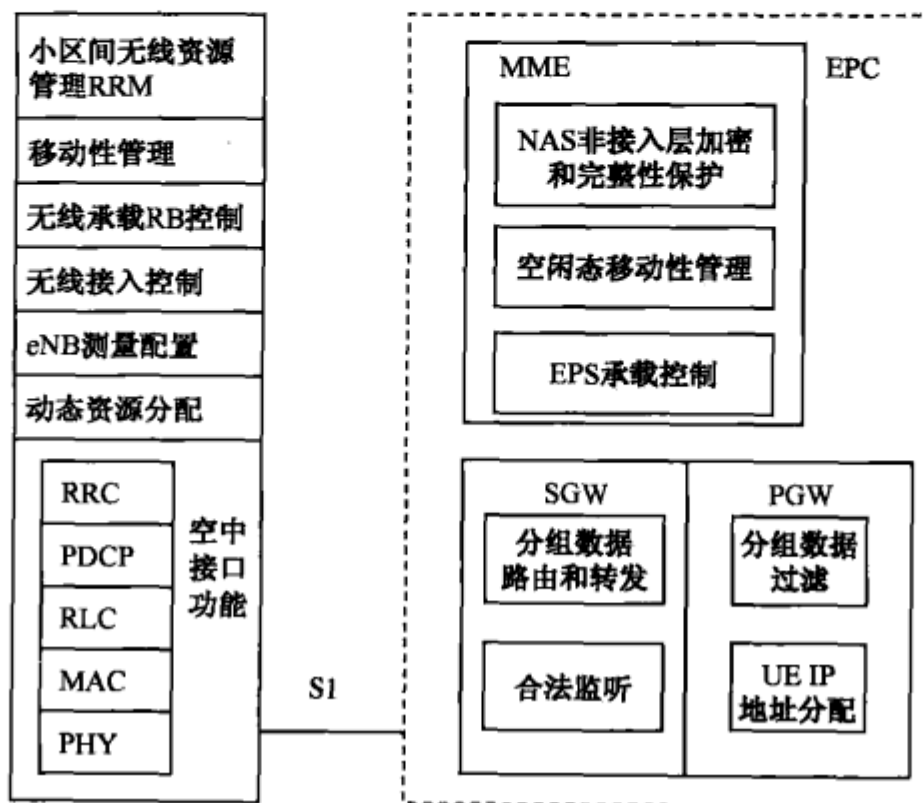 小区间无线资源
管理RRM
移动性管理
无线承载RB控制
无线接入控制
eNB测量配置
动态资源分配
RRC
PDCP
RLC
MAC
PHY
空中
接口
功能
S1
MME
EPC
NAS非接入层加密
和完整性保护
空闲态移动性管理
EPS承载控制
SGW
分组数据
路由和转发
合法监听
PGW
分组数据
过滤
UE IP
地址分配